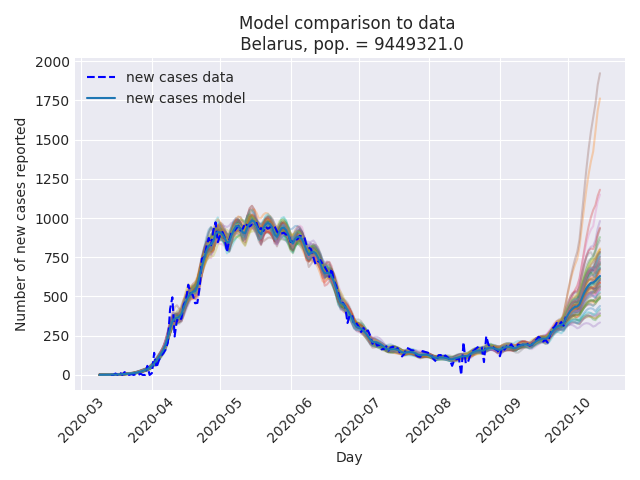 Model comparison to data
Belarus, pop. = 9449321.0
new cases data
new cases model
Number of new cases reported
2000
1750
1500
1250
1000
750
500
250
0
2020-03
2020-04
2020-05
2020-06
2020-07
2020-08
2020-09
2020-10
Day